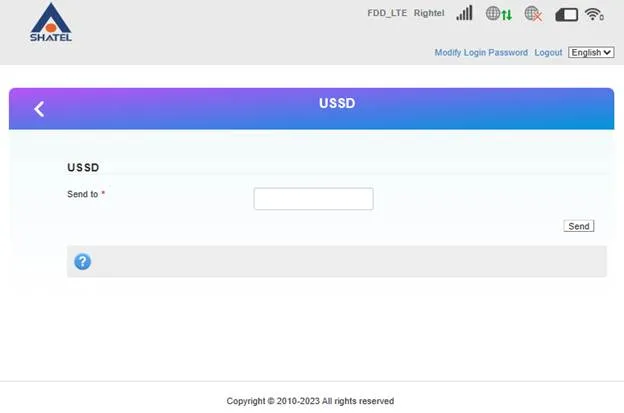 SHATEL
FDD_LTE Rightel
Modify Login Password Logout English
USSD
USSD
Send to *
Send
?
Copyright © 2010-2023 All rights reserved